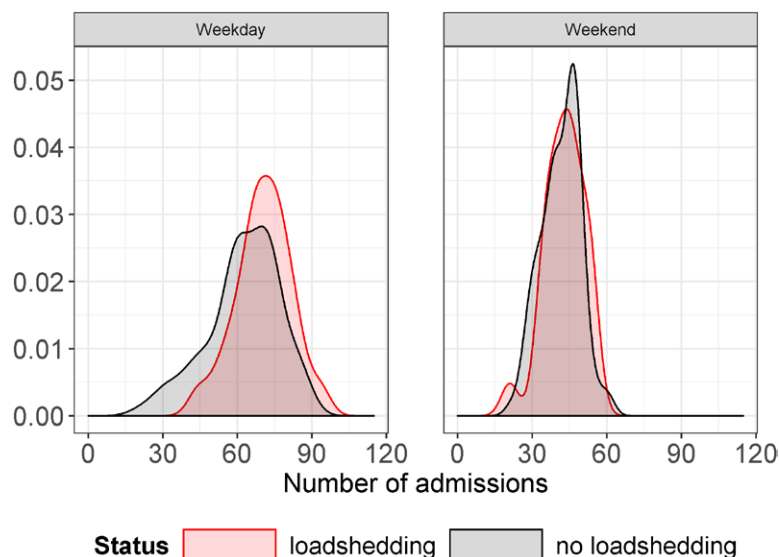 Weekday Weekend
0.05
0.04
0.03
0.02
0.01
0.00
0 30 60 90 120 0 30 60 90 120
Number of admissions
Status loadshedding no loadshedding